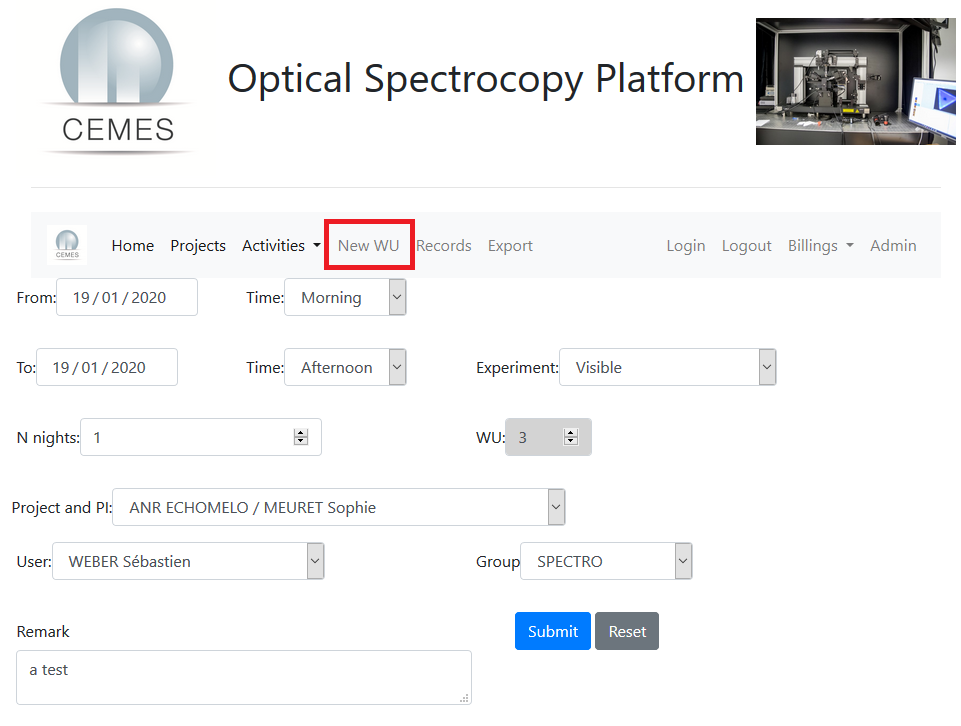 CEMES
Optical Spectrocopy Platform
CEMES Home Projects Activities New WU Records Export Login Logout Billings Admin
From: 19 / 01 / 2020 Time: Morning
To: 19 / 01 / 2020 Time: Afternoon Experiment: Visible
N nights: 1 WU: 3
Project and PI: ANR ECHOMELO / MEURET Sophie
User: WEBER Sébastien Group SPECTRO
Remark Submit Reset
a test